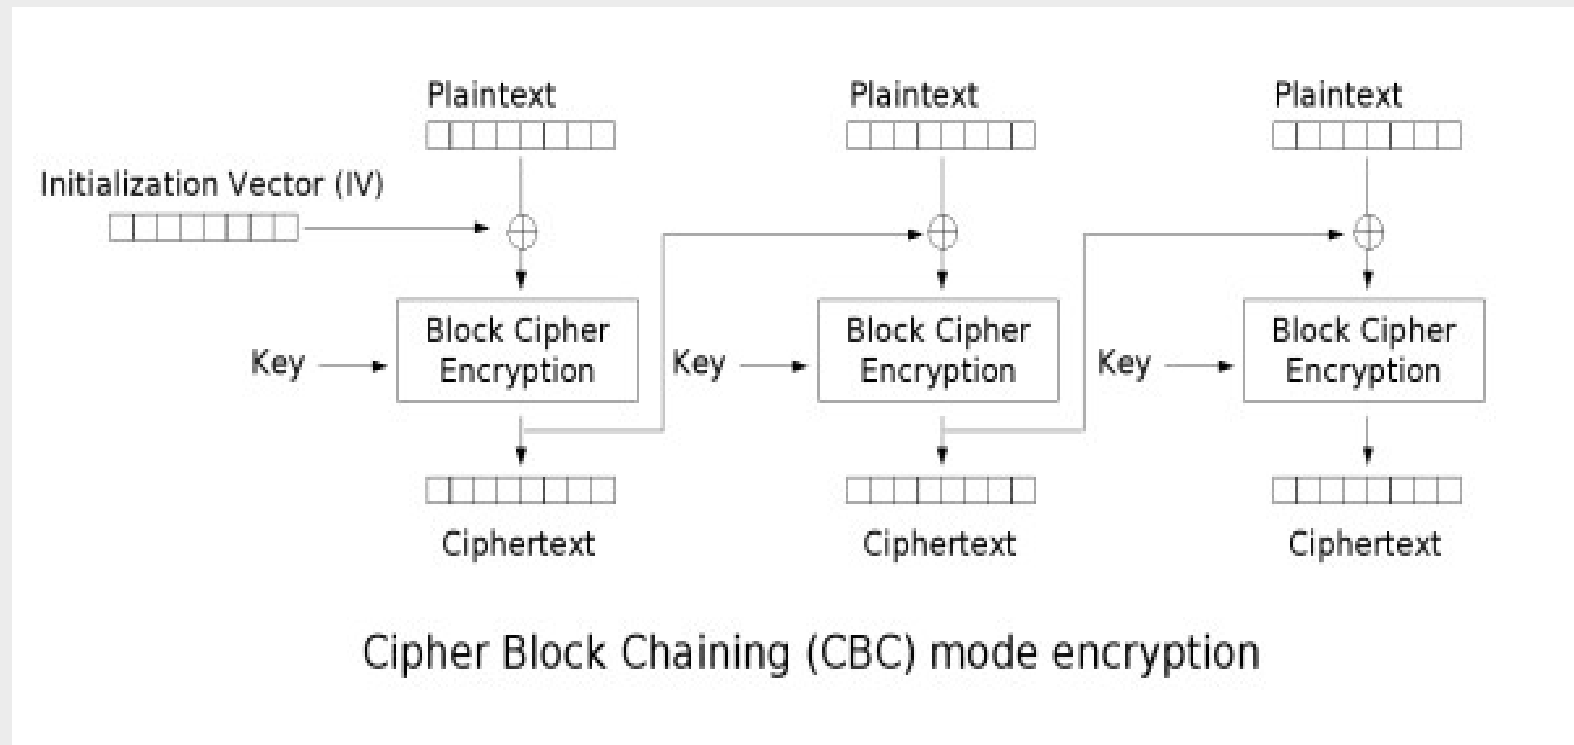 Plaintext
Plaintext
Plaintext
Initialization Vector (IV)
Key
Block Cipher
Encryption
Key
Block Cipher
Encryption
Key
Block Cipher
Encryption
Ciphertext
Ciphertext
Ciphertext
Cipher Block Chaining (CBC) mode encryption